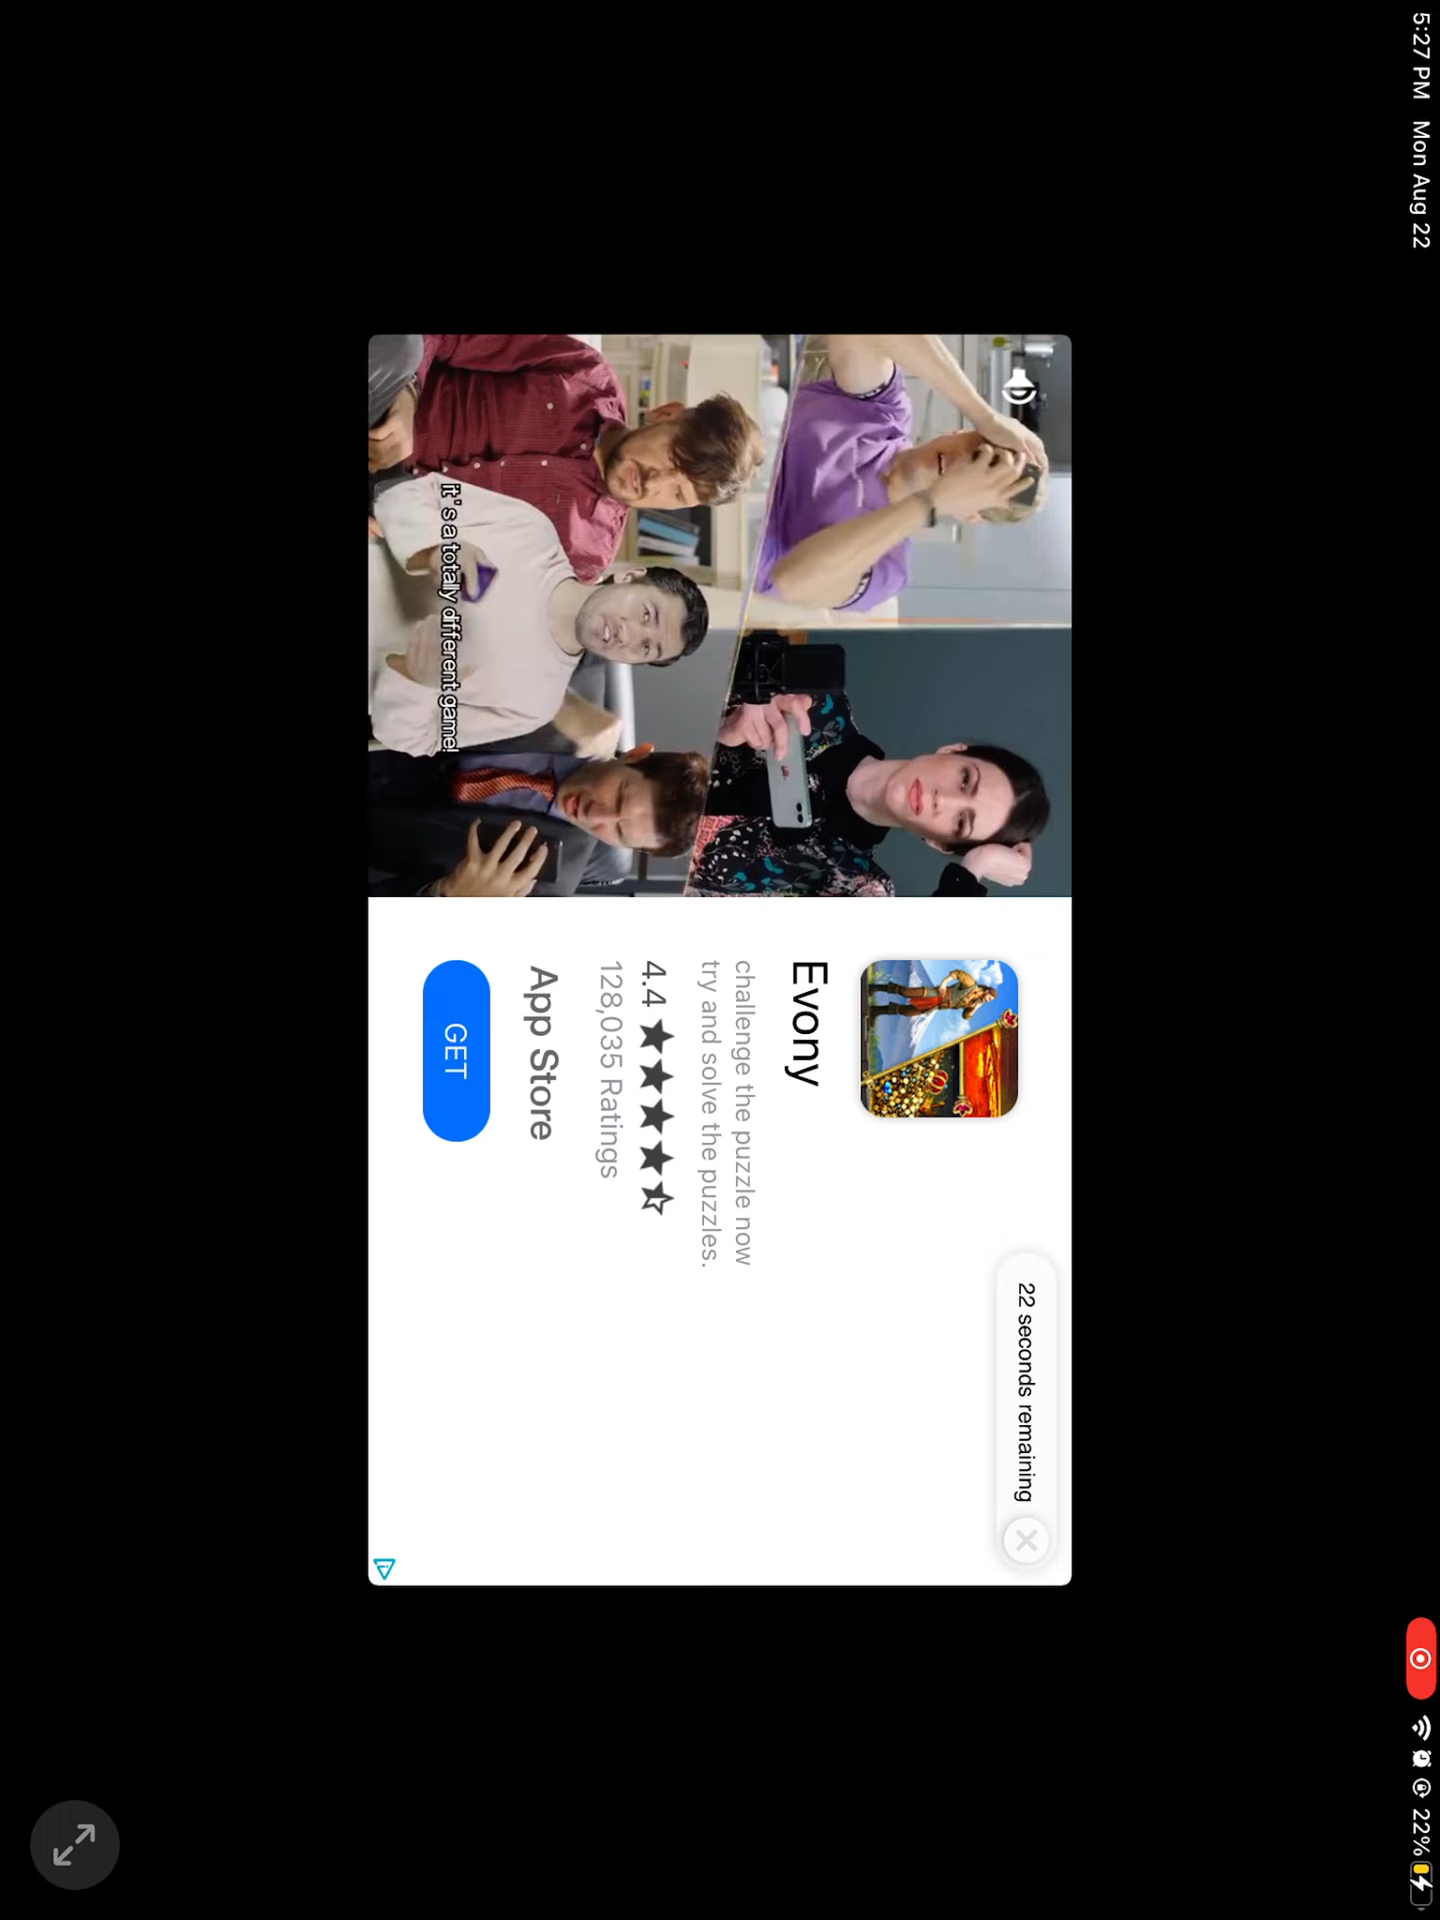 5:27 PM Mon Aug 22
22%
it's a totally different game!
22 seconds remaining
Evony
challenge the puzzle now
try and solve the puzzles.
4.4
128,035 Ratings
App Store
GET